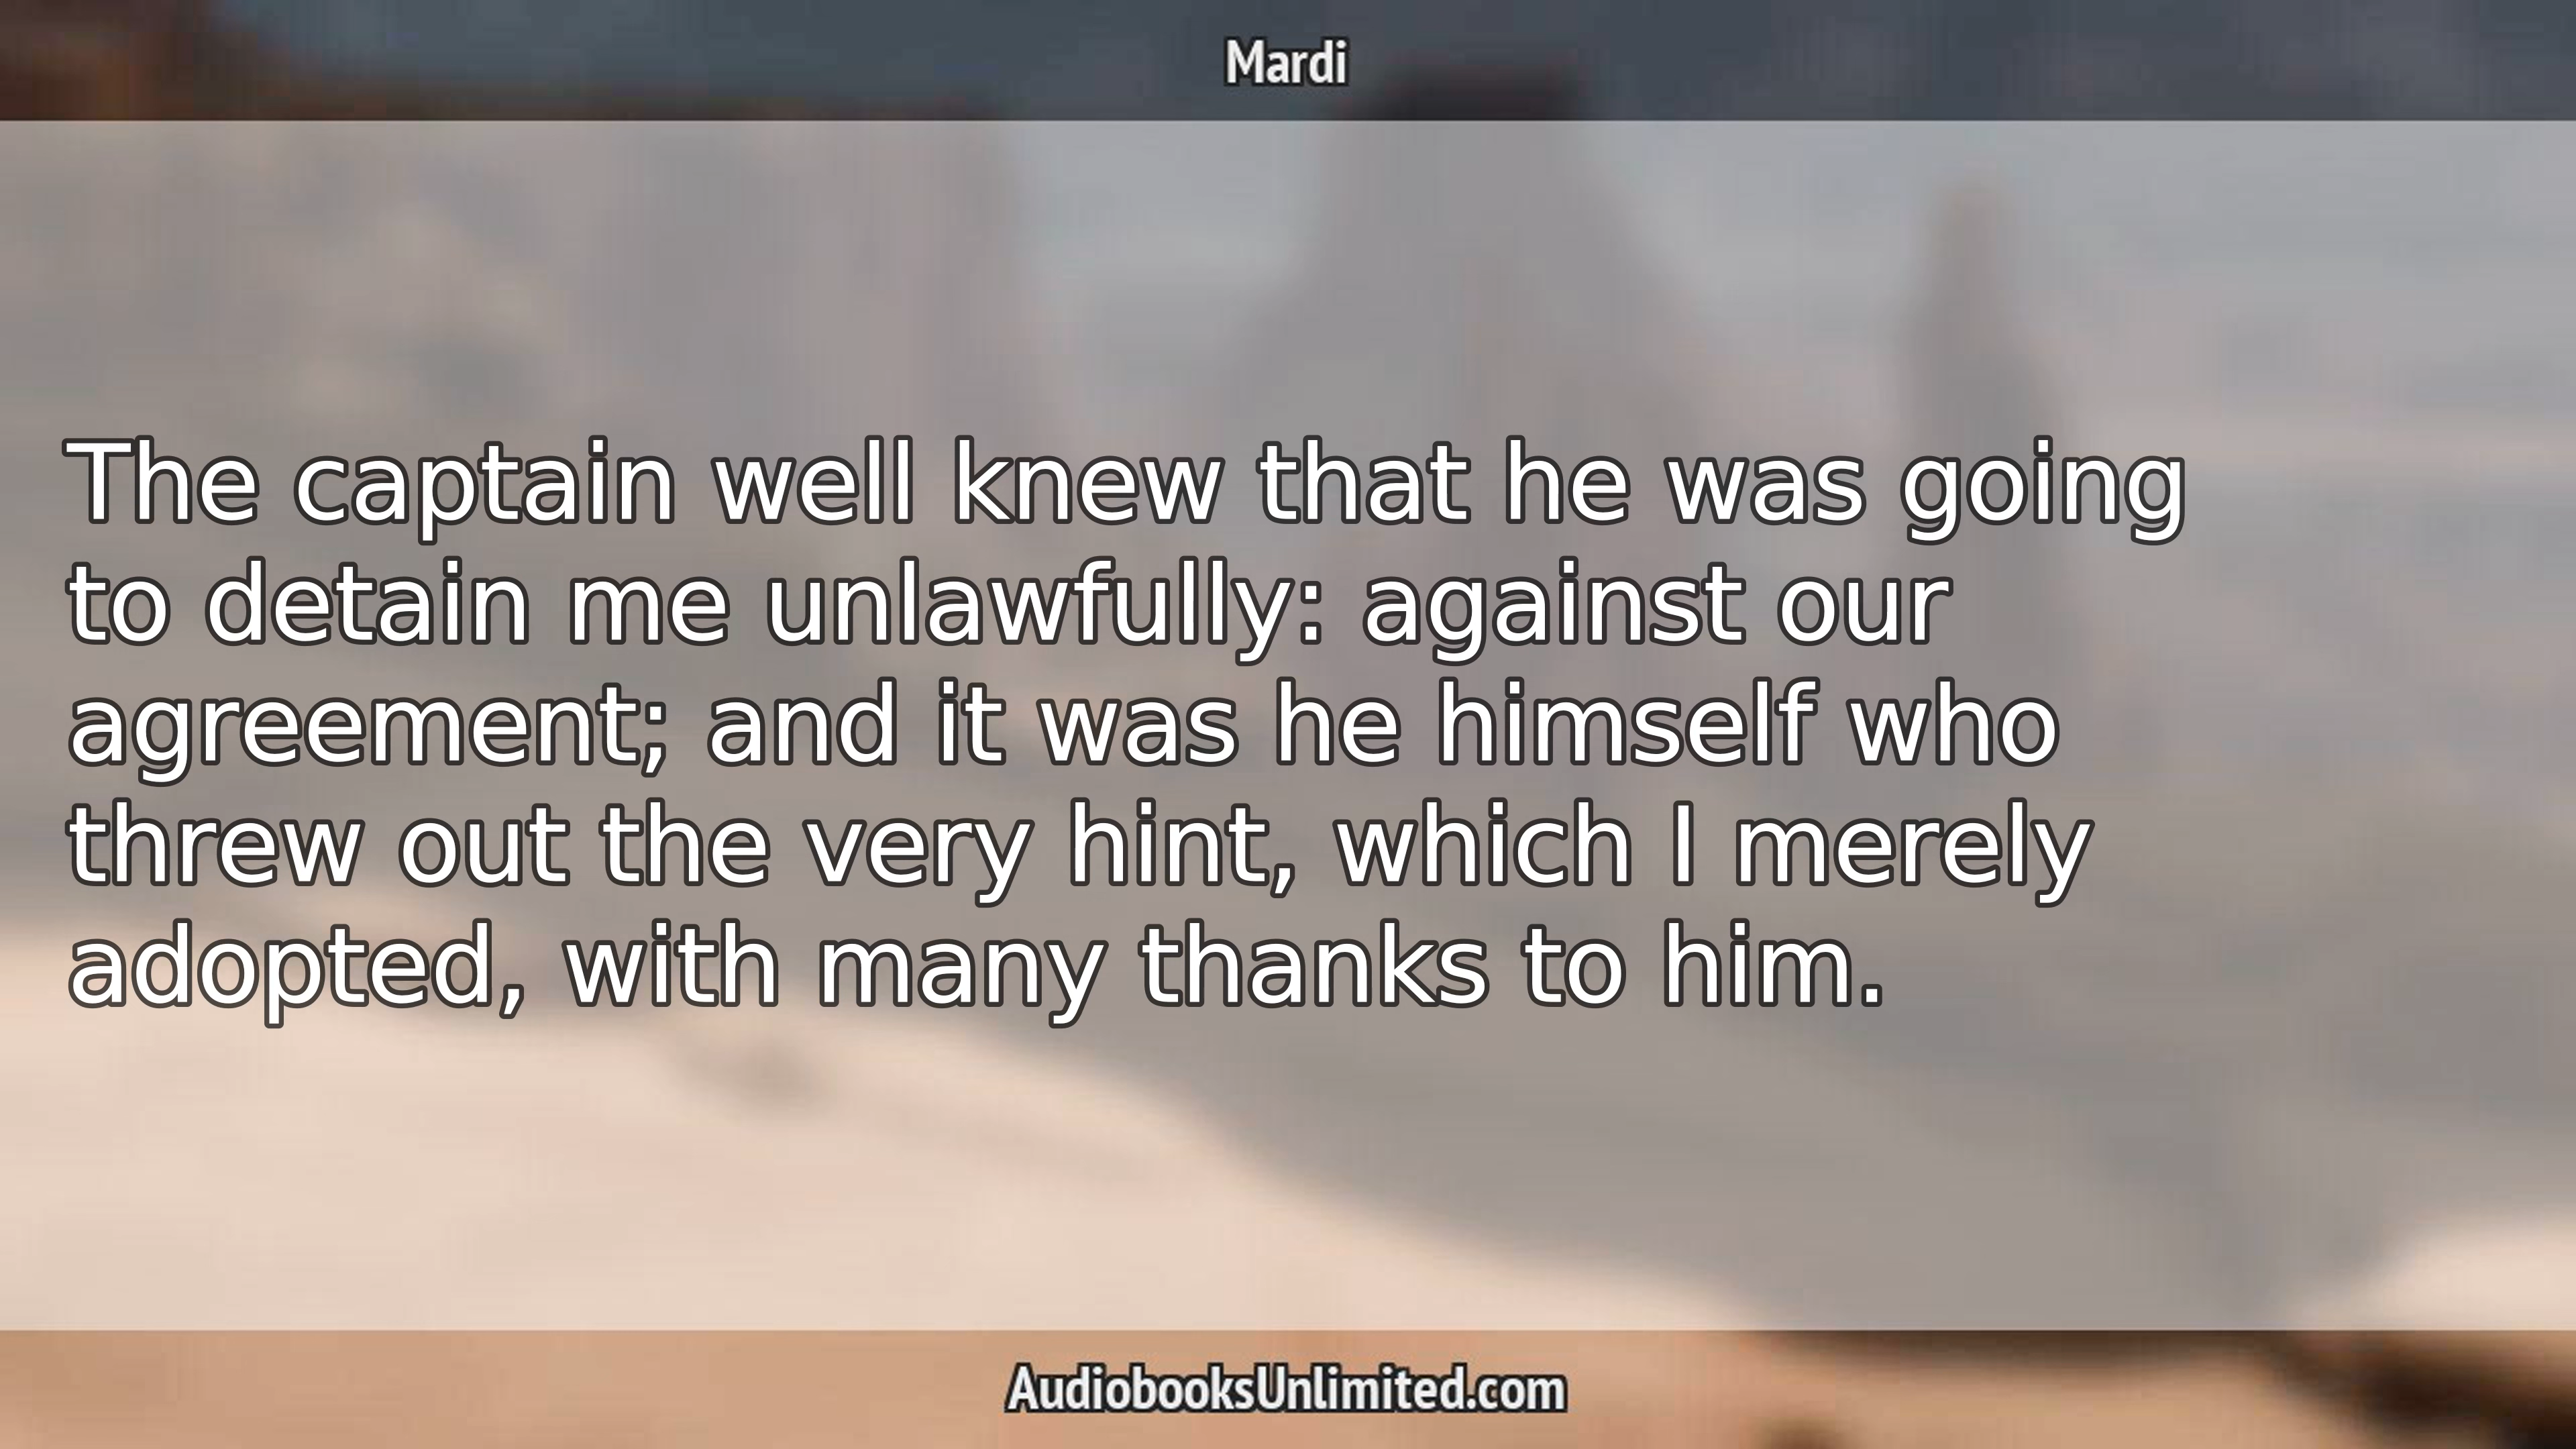 Mardi
The captain well knew that he was going
to detain me unlawfully: against our
agreement; and it was he himself who
threw out the very hint, which I merely
adopted, with many thanks to him.
AudiobooksUnlimited.com